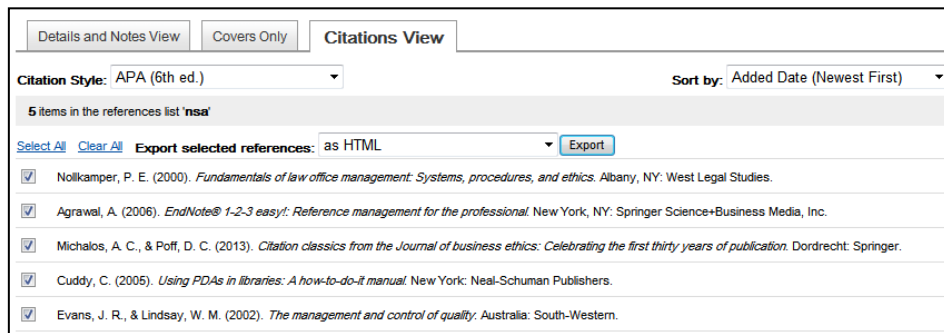 Details and Notes View Covers Only Citations View
Citation Style: APA (6th ed.) Sort by: Added Date (Newest First)
5 items in the references list 'nsa'
Select All Clear All Export selected references: as HTML Export
Nollkamper, P. E. (2000). Fundamentals of law office management: Systems, procedures, and ethics. Albany, NY: West Legal Studies.
Agrawal, A. (2006). EndNote® 1-2-3 easy!: Reference management for the professional. New York, NY: Springer Science+Business Media, Inc.
Michalos, A. C., & Poff, D. C. (2013). Citation classics from the Journal of business ethics: Celebrating the first thirty years of publication. Dordrecht: Springer.
Cuddy, C. (2005). Using PDAs in libraries: A how-to-do-it manual. New York: Neal-Schuman Publishers.
Evans, J. R., & Lindsay, W. M. (2002). The management and control of quality. Australia: South-Western.